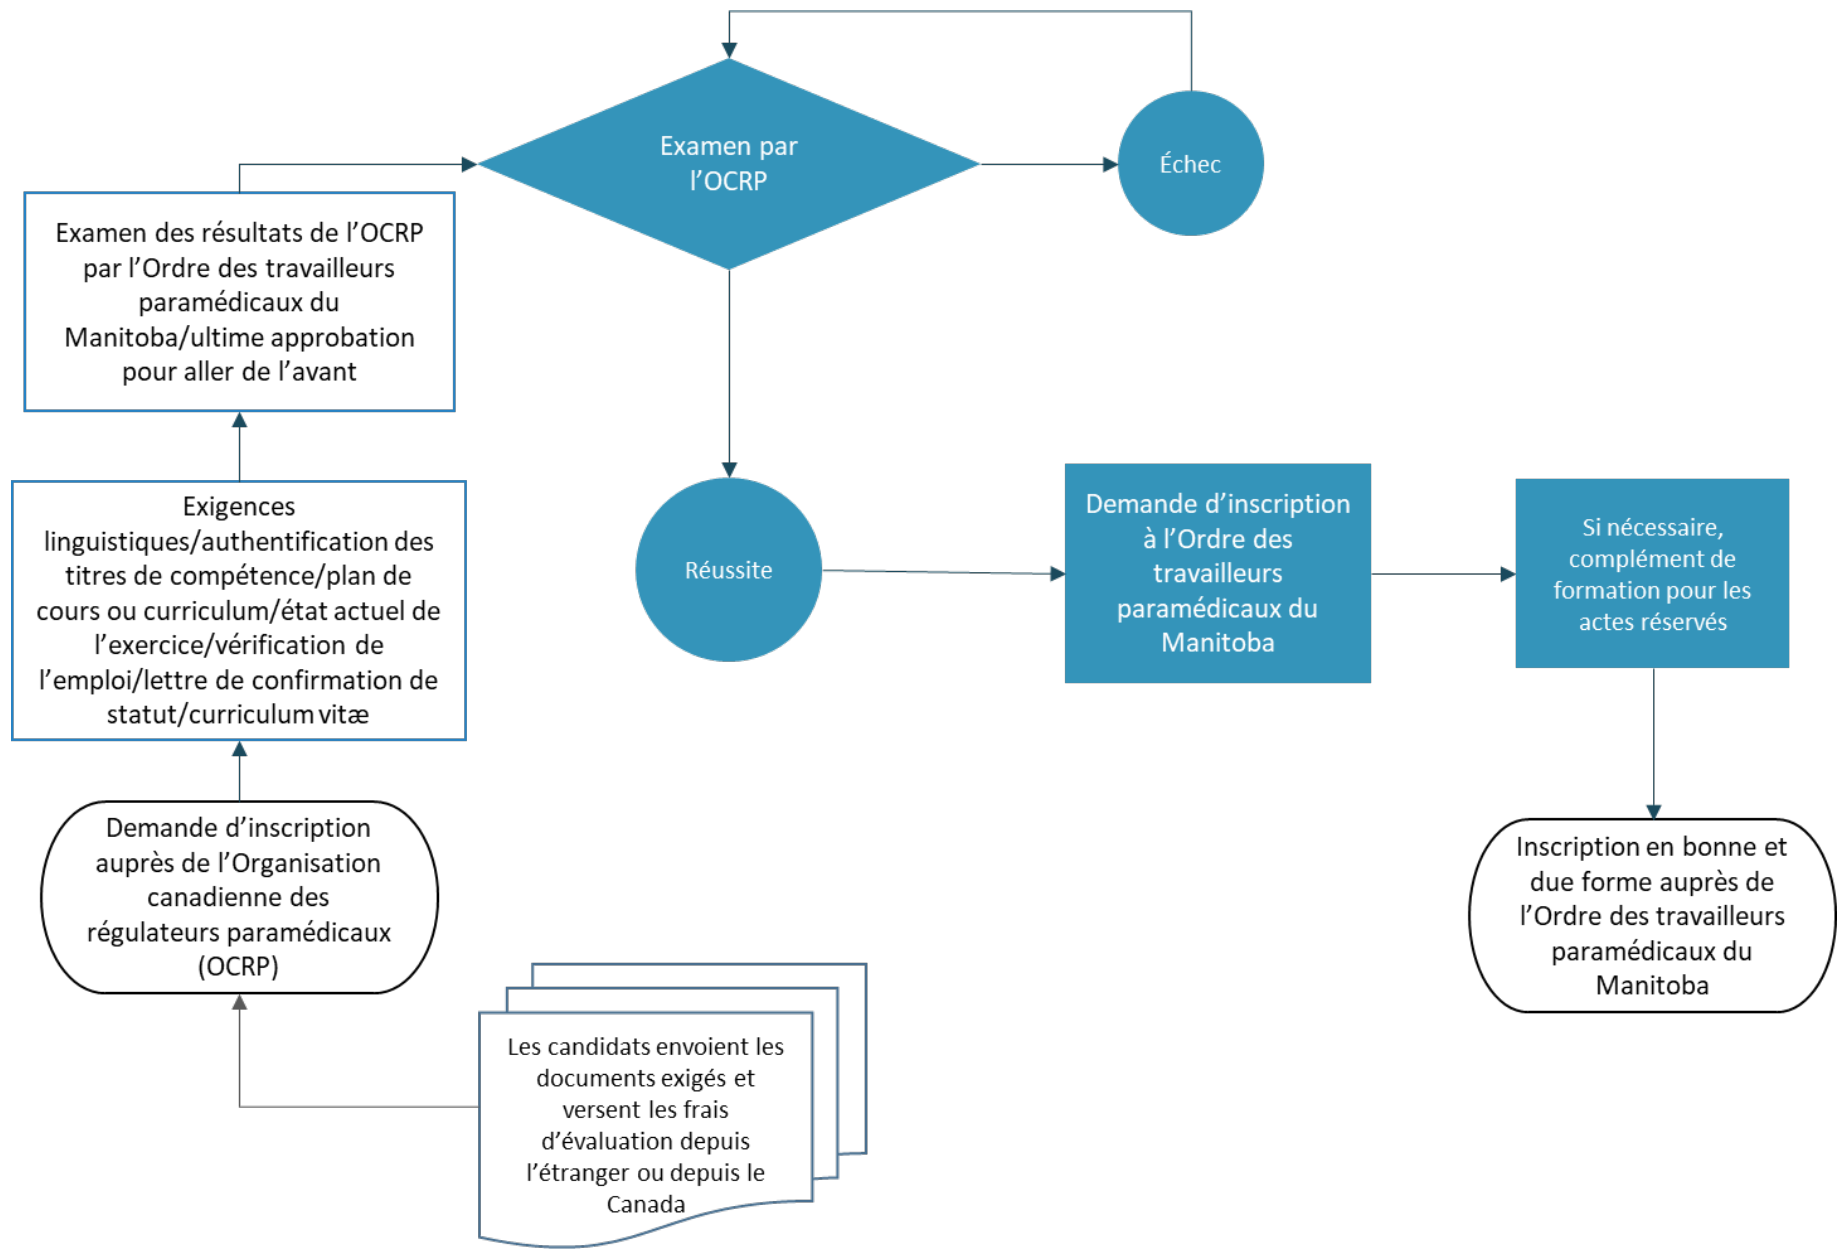 Examen par
l’OCRP
Échec
Examen des résultats de l’OCRP
par l’Ordre des travailleurs
paramédicaux du
Manitoba/ultime approbation
pour aller de l’avant
Exigences
linguistiques/authentification des
titres de compétence/plan de
cours ou curriculum/état actuel de
l’exercice/vérification de
l’emploi/lettre de confirmation de
statut/curriculum vitæ
Réussite
Demande d’inscription
à l’Ordre des
travailleurs
paramédicaux du
Manitoba
Si nécessaire,
complément de
formation pour les
actes réservés
Demande d’inscription
auprès de l’Organisation
canadienne des
régulateurs paramédicaux
(OCRP)
Inscription en bonne et
due forme auprès de
l’Ordre des travailleurs
paramédicaux du
Manitoba
Les candidats envoient les
documents exigés et
versent les frais
d’évaluation depuis
l’étranger ou depuis le
Canada